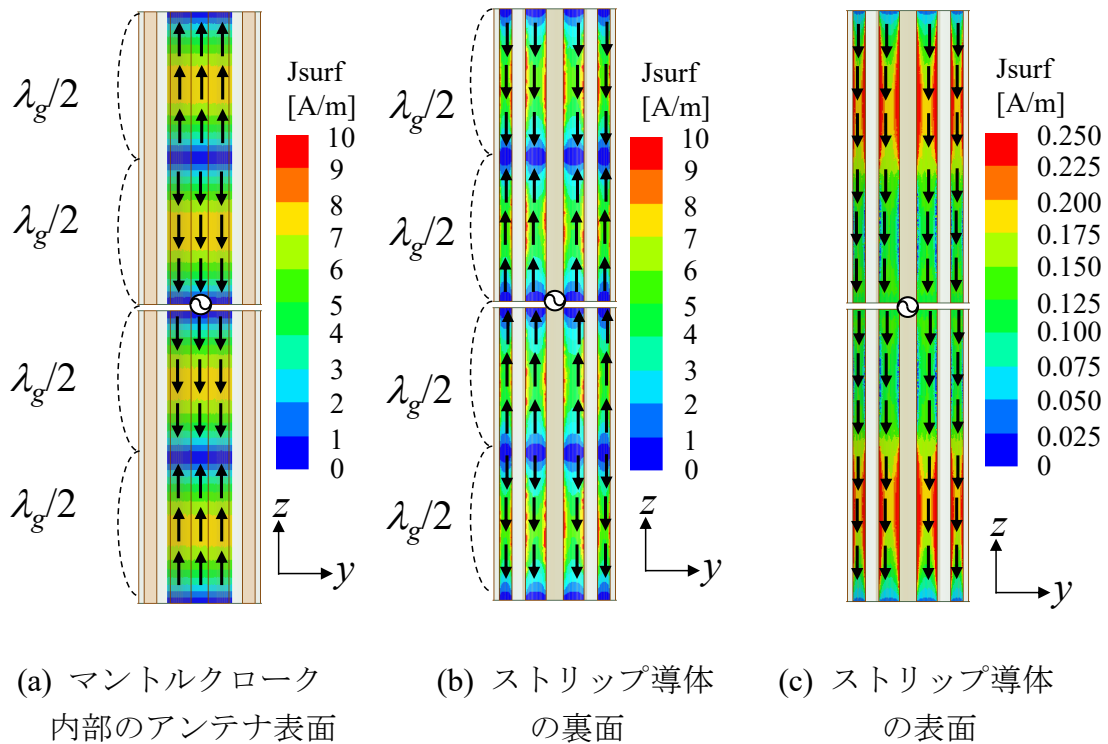 λg/2
λg/2
λg/2
λg/2
Jsurf
[A/m]
10
9
8
7
6
5
4
3
2
1
0
z
y
(a) マントルクローク
内部のアンテナ表面
λg/2
λg/2
λg/2
λg/2
Jsurf
[A/m]
10
9
8
7
6
5
4
3
2
1
0
z
y
(b) ストリップ導体
の裏面
Jsurf
[A/m]
0.250
0.225
0.200
0.175
0.150
0.125
0.100
0.075
0.050
0.025
0
z
y
(c) ストリップ導体
の表面